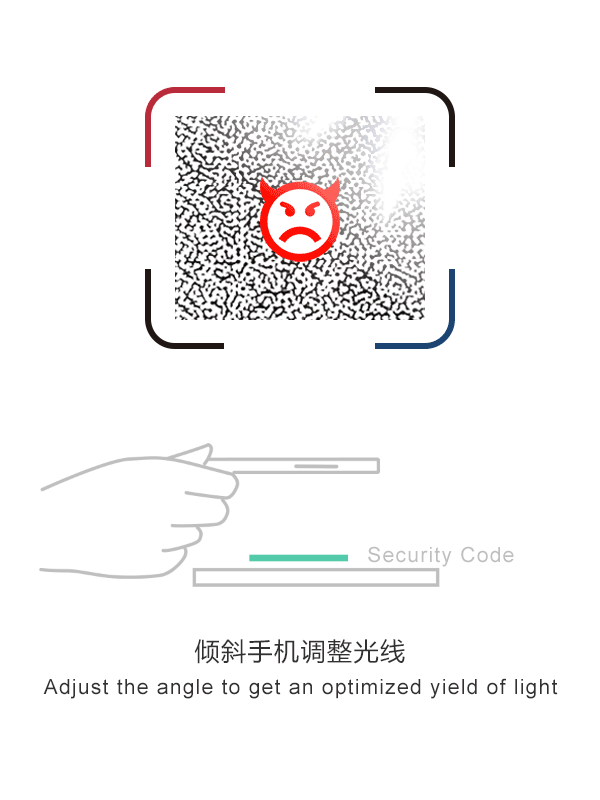 Security Code
倾斜手机调整光线
Adjust the angle to get an optimized yield of light